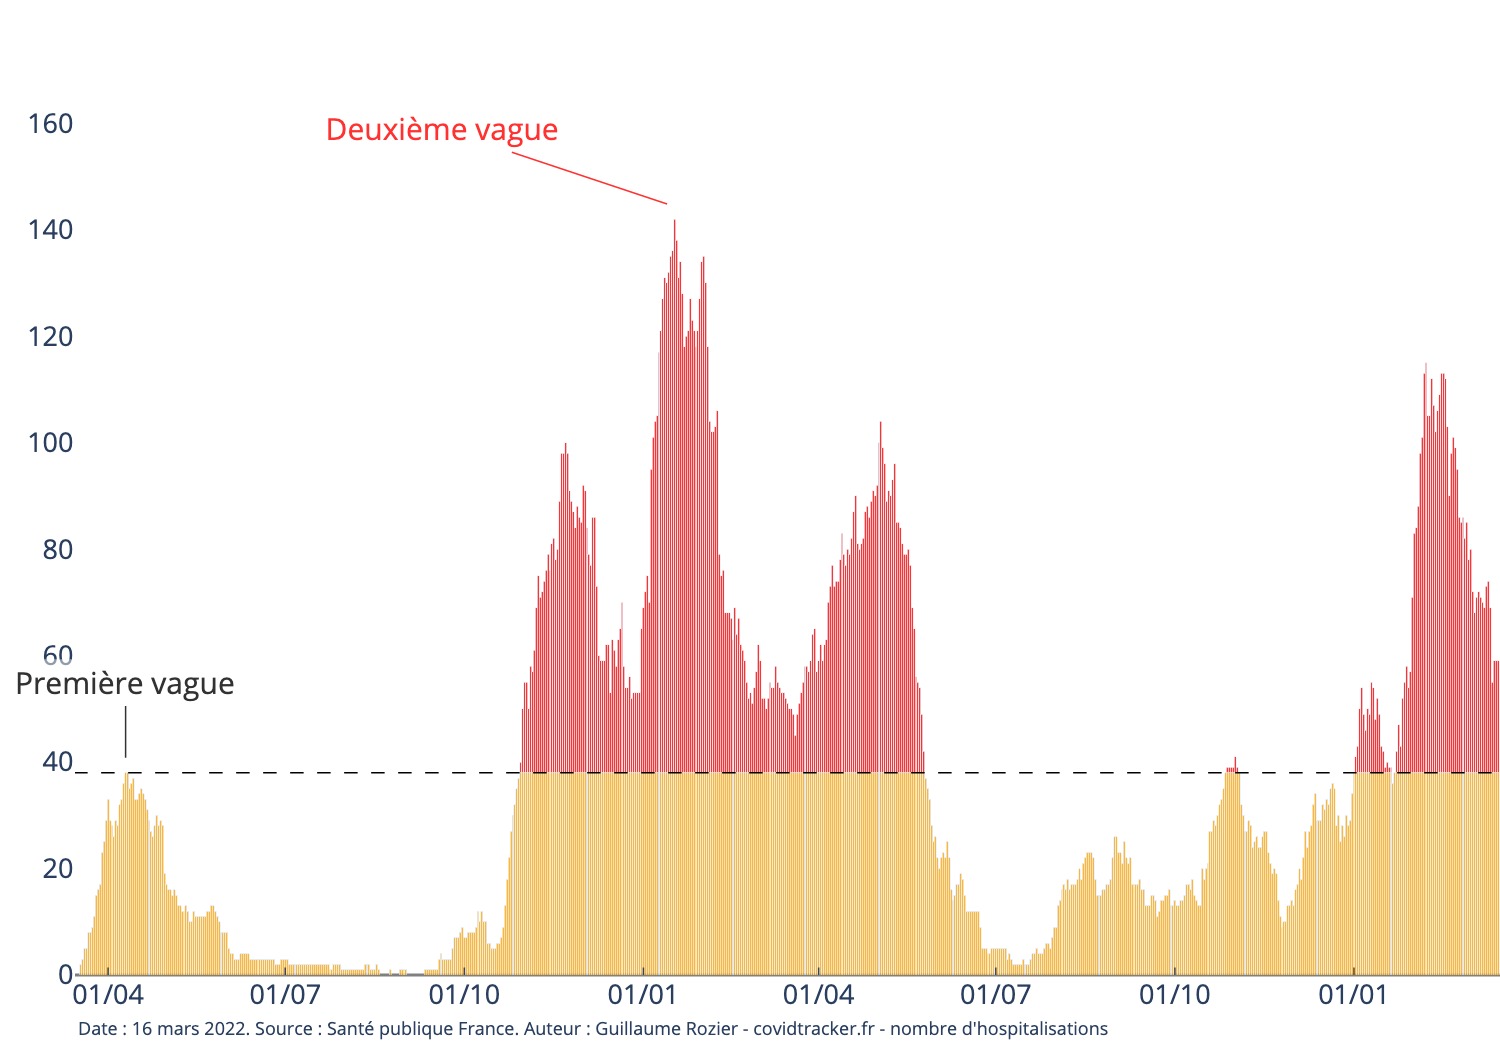 160
Deuxième vague
140
120
100
80
60
Première vague
40
20
0
01/04 01/07 01/10 01/01 01/04 01/07 01/10 01/01
Date : 16 mars 2022. Source : Santé publique France. Auteur : Guillaume Rozier - covidtracker.fr - nombre d'hospitalisations